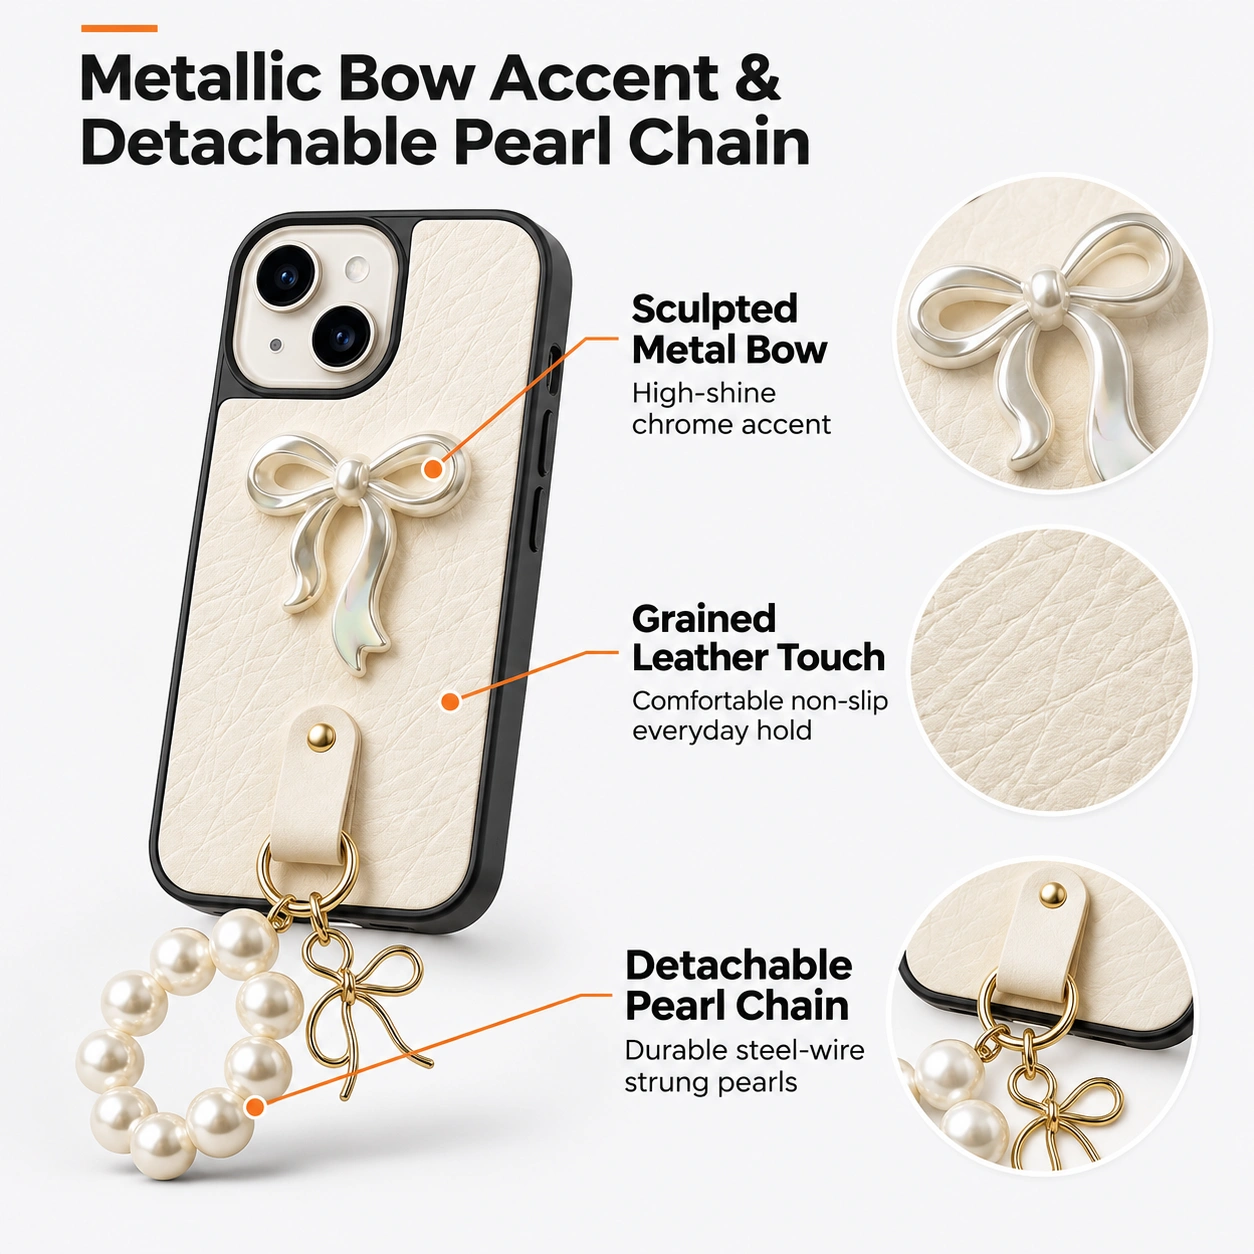 Metallic Bow Accent &
Detachable Pearl Chain
Sculpted
Metal Bow
High-shine
chrome accent
Grained
Leather Touch
Comfortable non-slip
everyday hold
Detachable
Pearl Chain
Durable steel-wire
strung pearls